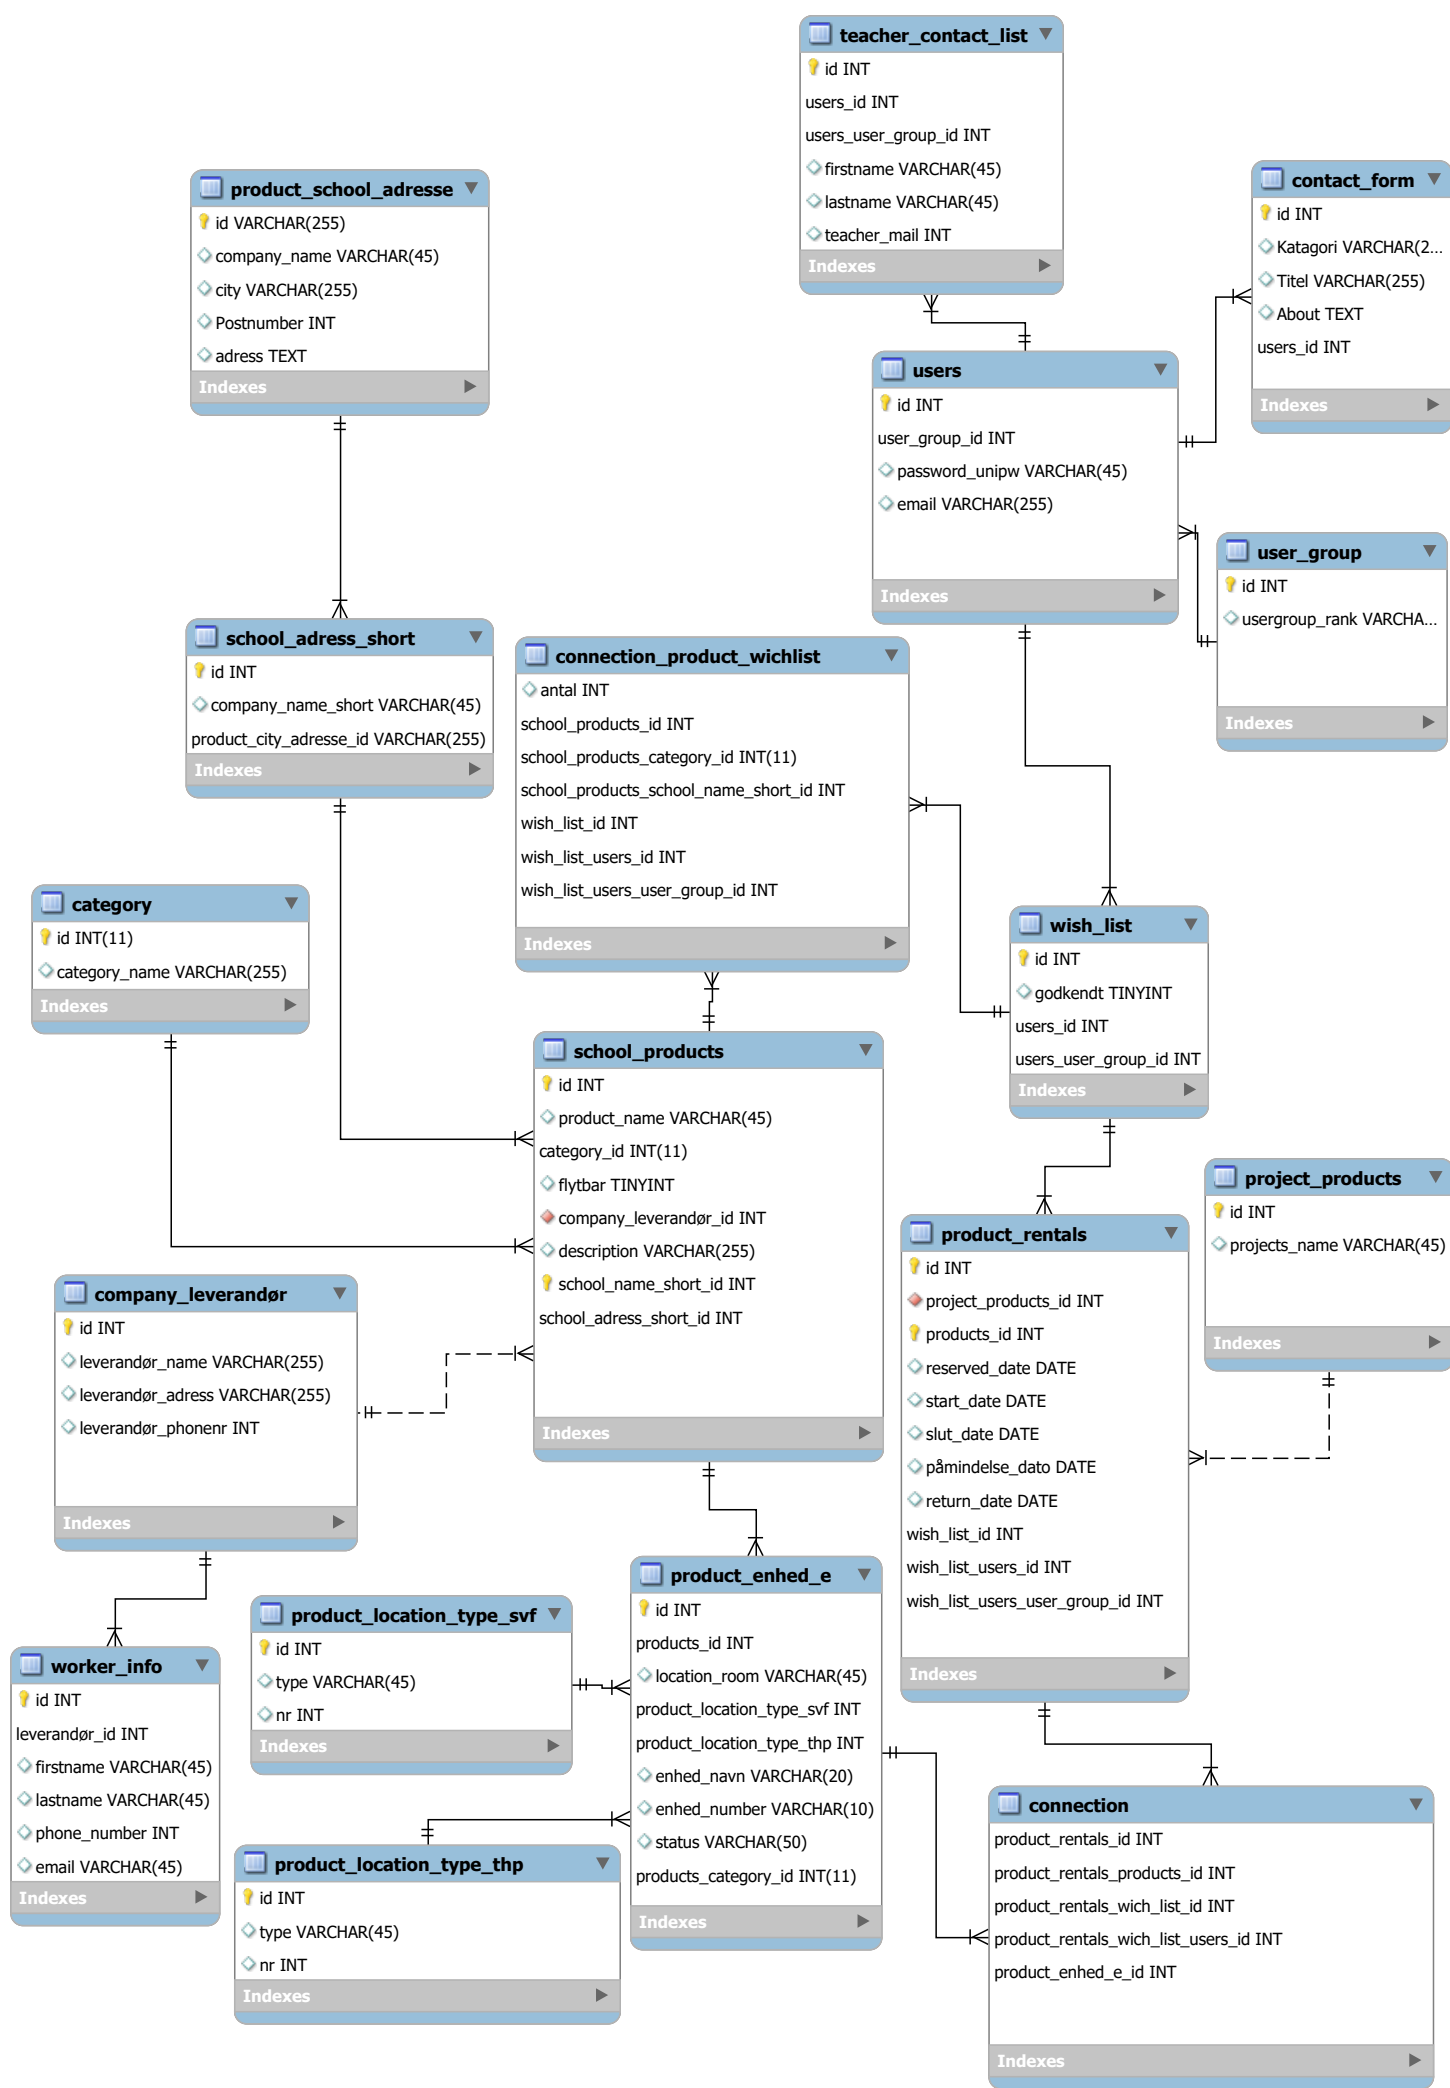 teacher_contact_list
id INT
users_id INT
users_user_group_id INT
firstname VARCHAR(45)
lastname VARCHAR(45)
teacher_mail INT
Indexes
product_school_adresse
id VARCHAR(255)
company_name VARCHAR(45)
city VARCHAR(255)
Postnumber INT
adress TEXT
Indexes
contact_form
id INT
Katagori VARCHAR(2...
Titel VARCHAR(255)
About TEXT
users_id INT
Indexes
users
id INT
user_group_id INT
password_unipw VARCHAR(45)
email VARCHAR(255)
Indexes
user_group
id INT
usergroup_rank VARCHA...
Indexes
school_adress_short
id INT
company_name_short VARCHAR(45)
product_city_adresse_id VARCHAR(255)
Indexes
connection_product_wichlist
antal INT
school_products_id INT
school_products_category_id INT(11)
school_products_school_name_short_id INT
wish_list_id INT
wish_list_users_id INT
wish_list_users_user_group_id INT
Indexes
category
id INT(11)
category_name VARCHAR(255)
Indexes
wish_list
id INT
godkendt TINYINT
users_id INT
users_user_group_id INT
Indexes
school_products
id INT
product_name VARCHAR(45)
category_id INT(11)
flytbar TINYINT
company_leverandør_id INT
description VARCHAR(255)
school_name_short_id INT
school_adress_short_id INT
Indexes
project_products
id INT
projects_name VARCHAR(45)
Indexes
product_rentals
id INT
project_products_id INT
products_id INT
reserved_date DATE
start_date DATE
slut_date DATE
påmindelse_dato DATE
return_date DATE
wish_list_id INT
wish_list_users_id INT
wish_list_users_user_group_id INT
Indexes
company_leverandør
id INT
leverandør_name VARCHAR(255)
leverandør_adress VARCHAR(255)
leverandør_phonenr INT
Indexes
product_enhed_e
id INT
products_id INT
location_room VARCHAR(45)
product_location_type_svf INT
product_location_type_thp INT
enhed_navn VARCHAR(20)
enhed_number VARCHAR(10)
status VARCHAR(50)
products_category_id INT(11)
Indexes
product_location_type_svf
id INT
type VARCHAR(45)
nr INT
Indexes
worker_info
id INT
leverandør_id INT
firstname VARCHAR(45)
lastname VARCHAR(45)
phone_number INT
email VARCHAR(45)
Indexes
product_location_type_thp
id INT
type VARCHAR(45)
nr INT
Indexes
connection
product_rentals_id INT
product_rentals_products_id INT
product_rentals_wich_list_id INT
product_rentals_wich_list_users_id INT
product_enhed_e_id INT
Indexes